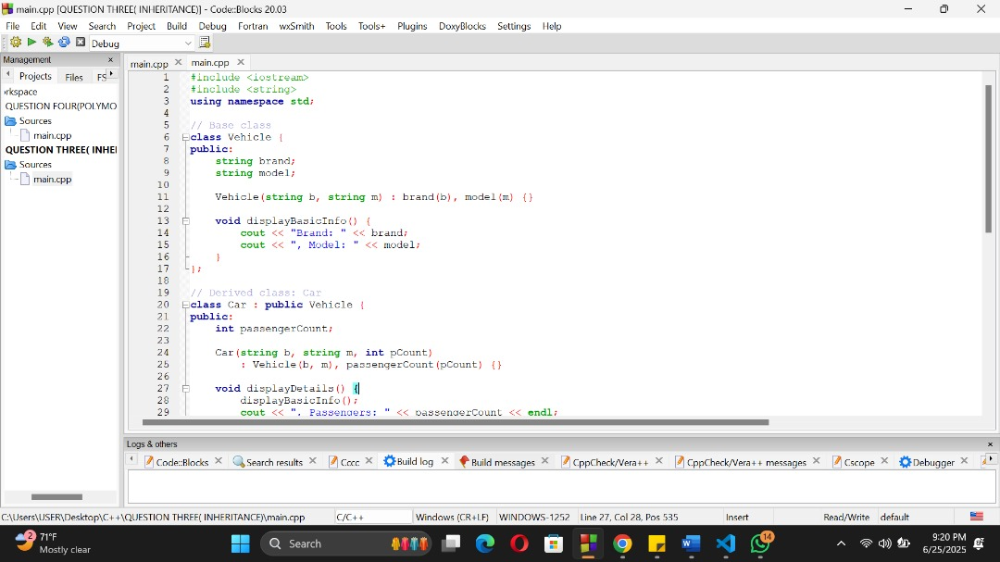 main.cpp [QUESTION THREE( INHERITANCE)] - Code::Blocks 20.03
File Edit View Search Project Build Debug Fortran wxSmith Tools Tools+ Plugins DoxyBlocks Settings Help
Debug
Management
Projects Files FS
main.cpp main.cpp
rkspace
QUESTION FOUR(POLYMO
Sources
main.cpp
QUESTION THREE( INHE
Sources
main.cpp
1 #include <iostream>
2 #include <string>
3 using namespace std;
4
5 // Base class
6 class Vehicle {
7 public:
8 string brand;
9 string model;
10
11 Vehicle(string b, string m) : brand(b), model(m) {}
12
13 void displayBasicInfo() {
14 cout << "Brand: " << brand;
15 cout << ", Model: " << model;
16 }
17 };
18
19 // Derived class: Car
20 class Car : public Vehicle {
21 public:
22 int passengerCount;
23
24 Car(string b, string m, int pCount)
25 : Vehicle(b, m), passengerCount(pCount) {}
26
27 void displayDetails() {
28 displayBasicInfo();
29 cout << ", Passengers: " << passengerCount << endl;
Logs & others
Code::Blocks Search results Cccc Build log Build messages CppCheck/Vera++ CppCheck/Vera++ messages Cscope Debugger
C:\Users\USER\Desktop\C++\QUESTION THREE( INHERITANCE)\main.cpp C/C++ Windows (CR+LF) WINDOWS-1252 Line 27, Col 28, Pos 535 Insert Read/Write default
2 71°F
Mostly clear
Search
14
9:20 PM
6/25/2025